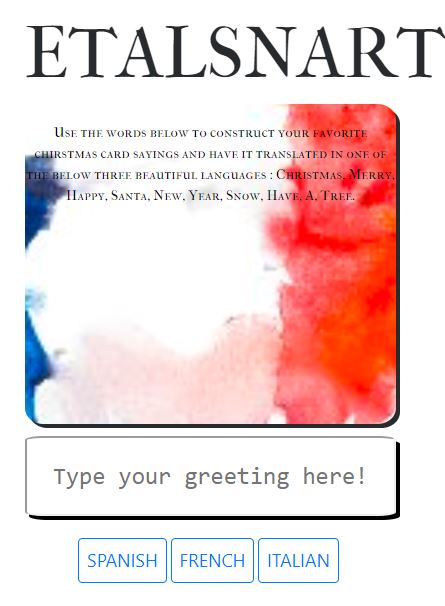 ETALSNART
Use the words below to construct your favorite
chirstmas card sayings and have it translated in one of
the below three beautiful languages : Christmas, Merry,
Happy, Santa, New, Year, Snow, Have, A, Tree.
Type your greeting here!
SPANISH FRENCH ITALIAN